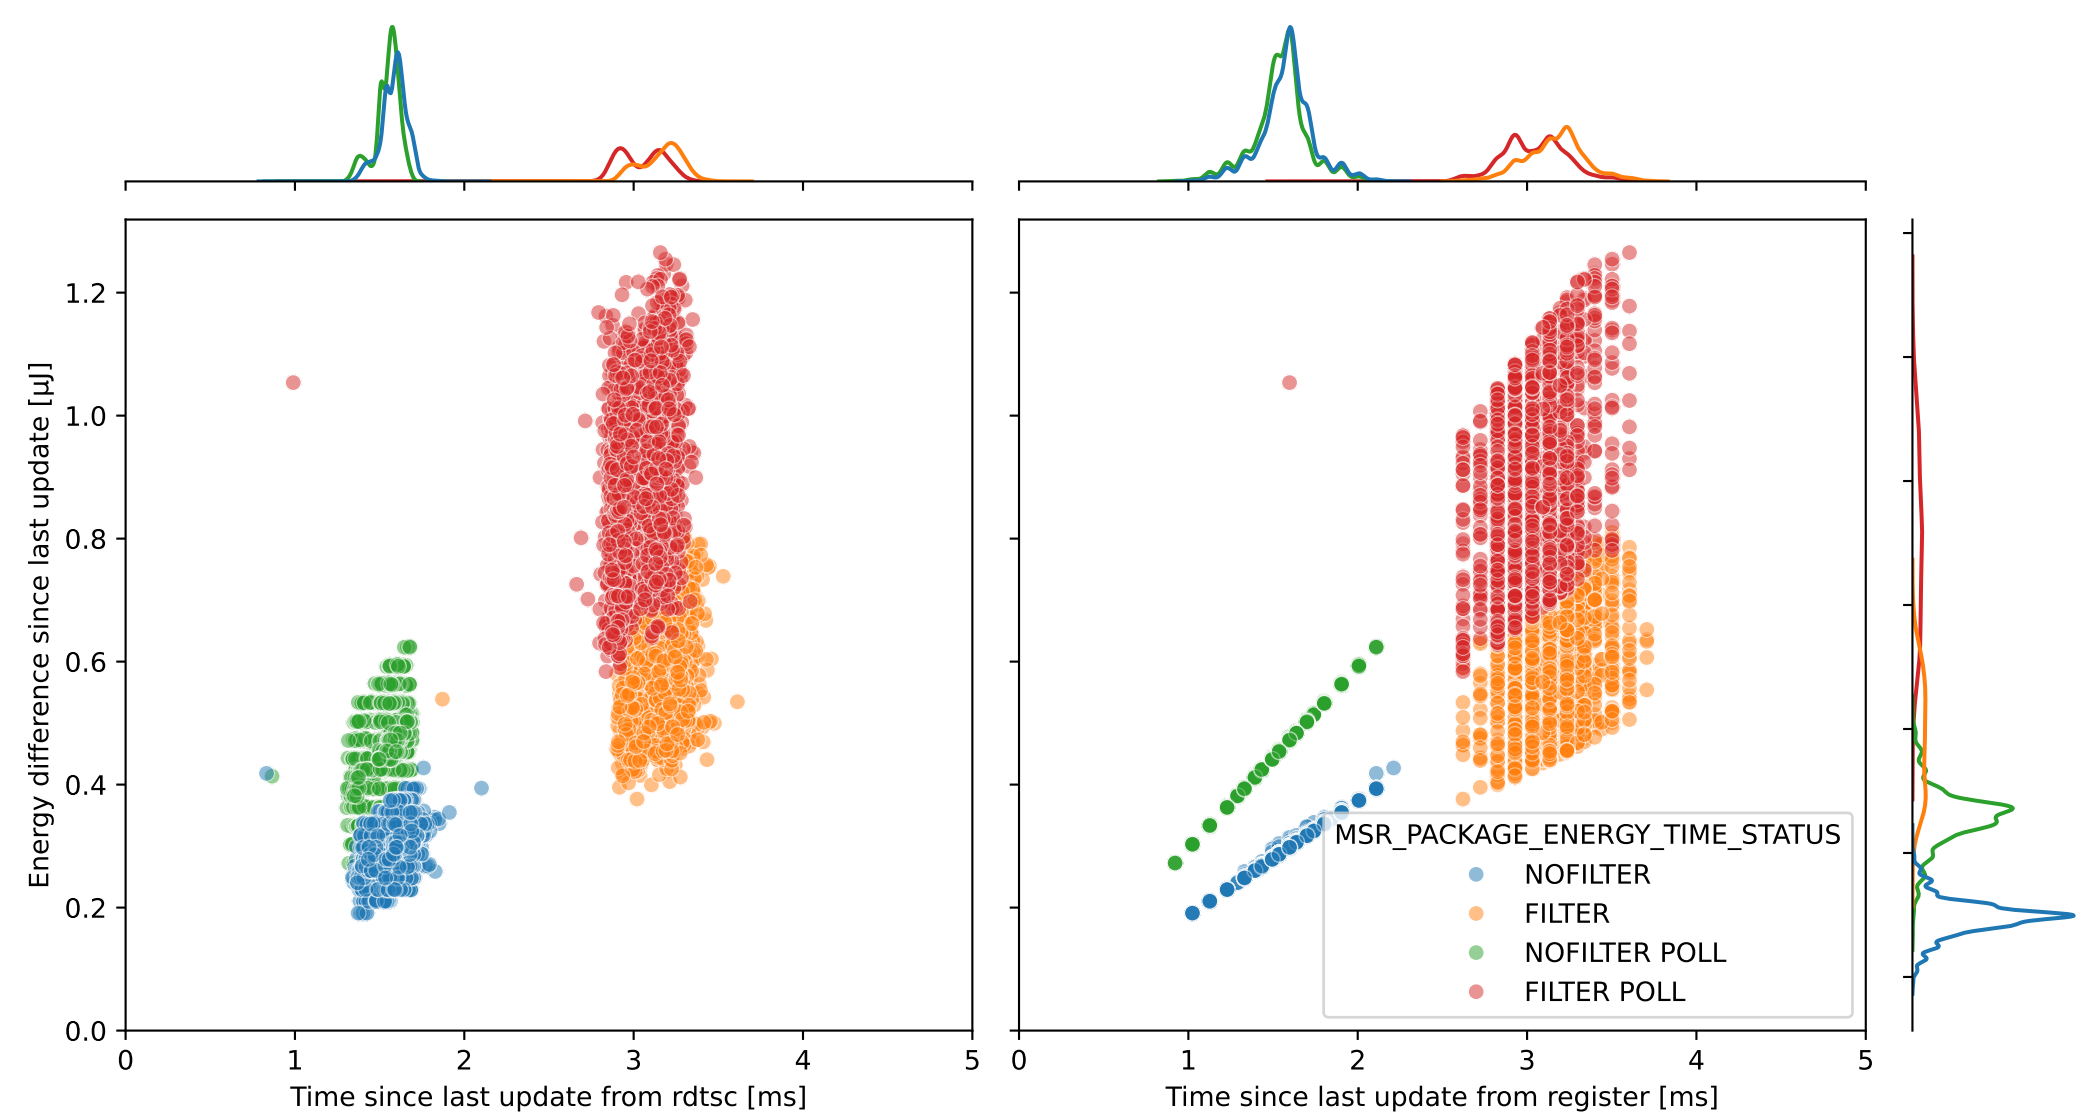 Energy difference since last update [µJ]
1.2
1.0
0.8
0.6
0.4
0.2
0.0
0 1 2 3 4 5
Time since last update from rdtsc [ms]
MSR_PACKAGE_ENERGY_TIME_STATUS
NOFILTER
FILTER
NOFILTER POLL
FILTER POLL
0 1 2 3 4 5
Time since last update from register [ms]